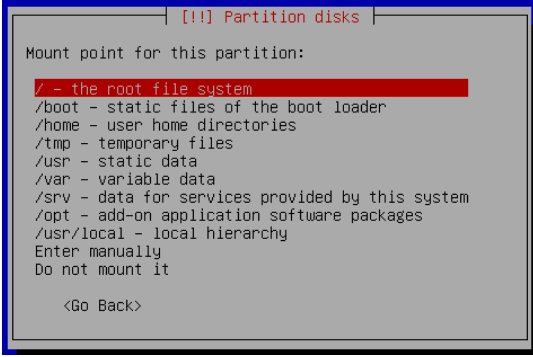 [!!] Partition disks
Mount point for this partition:
/ - the root file system
/boot - static files of the boot loader
/home - user home directories
/tmp - temporary files
/usr - static data
/var - variable data
/srv - data for services provided by this system
/opt - add-on application software packages
/usr/local - local hierarchy
Enter manually
Do not mount it
<Go Back>